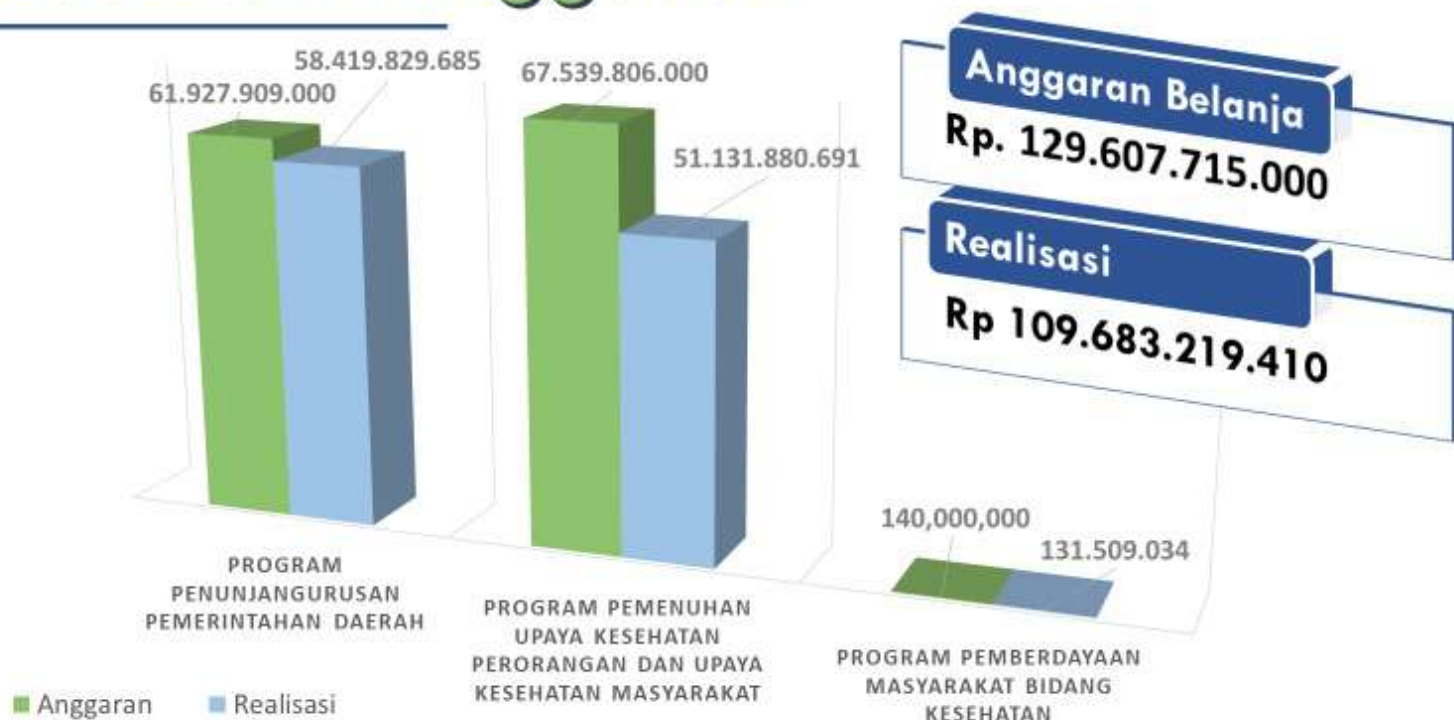 58.419.829.685
61.927.909.000
67.539.806.000
51.131.880.691
Anggaran Belanja
Rp. 129.607.715.000
Realisasi
Rp 109.683.219.410
140,000,000
131.509.034
PROGRAM
PENUNJANGURUSAN
PEMERINTAHAN DAERAH
PROGRAM PEMENUHAN
UPAYA KESEHATAN
PERORANGAN DAN UPAYA
KESEHATAN MASYARAKAT
PROGRAM PEMBERDAYAAN
MASYARAKAT BIDANG
KESEHATAN
Anggaran
Realisasi